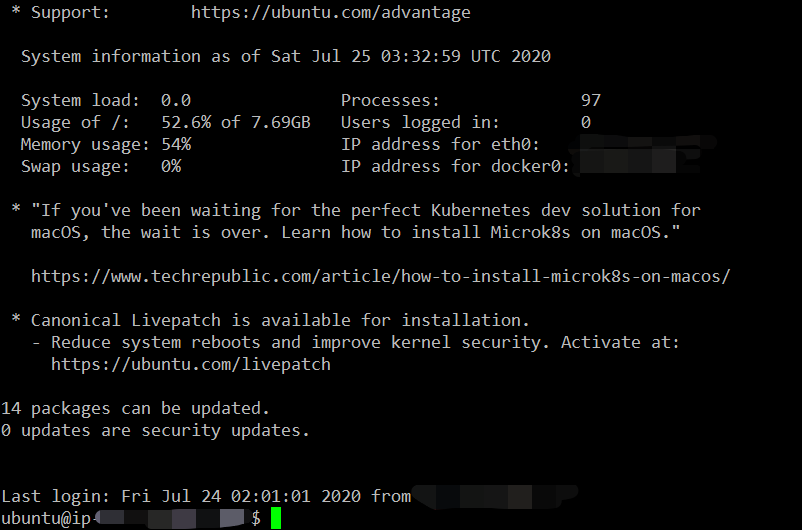 * Support: https://ubuntu.com/advantage
System information as of Sat Jul 25 03:32:59 UTC 2020
System load: 0.0 Processes: 97
Usage of /: 52.6% of 7.69GB Users logged in: 0
Memory usage: 54% IP address for eth0:
Swap usage: 0% IP address for docker0:
* "If you've been waiting for the perfect Kubernetes dev solution for
macOS, the wait is over. Learn how to install Microk8s on macOS."
https://www.techrepublic.com/article/how-to-install-microk8s-on-macos/
* Canonical Livepatch is available for installation.
- Reduce system reboots and improve kernel security. Activate at:
https://ubuntu.com/livepatch
14 packages can be updated.
0 updates are security updates.
Last login: Fri Jul 24 02:01:01 2020 from
ubuntu@ip- $